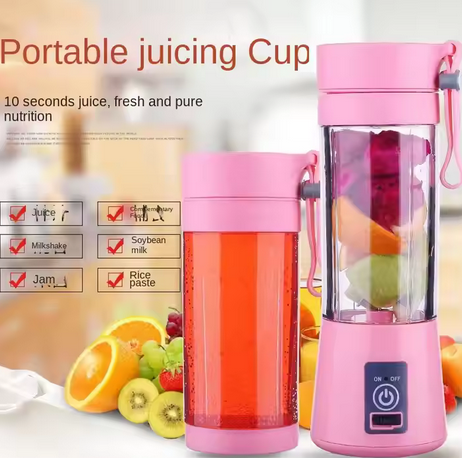 Portable juicing Cup
10 seconds juice, fresh and pure
nutrition
Juice
Complementary
Milkshake
Soybean
milk
Jam
Rice
paste
ON OFF